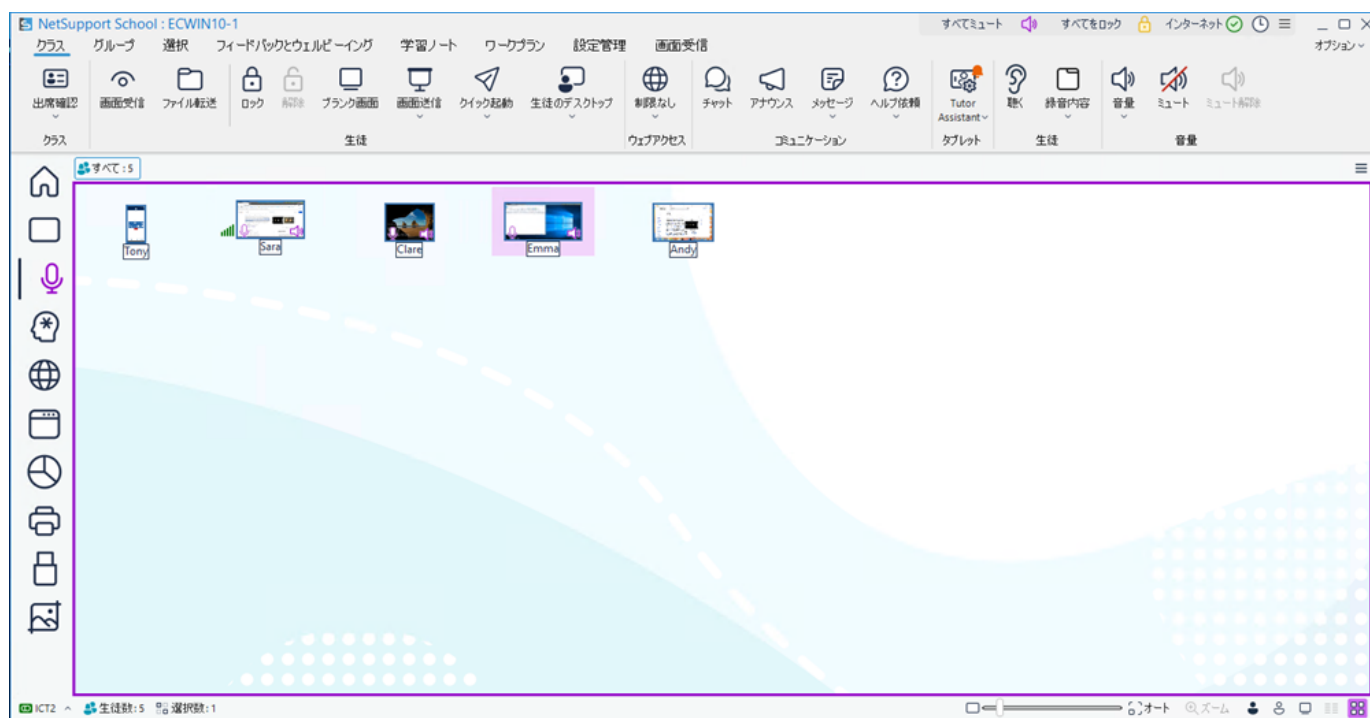 NetSupport School : ECWIN10-1 すべてミュート すべてをロック インターネット
クラス グループ 選択 フィードバックとウェルビーイング 学習ノート ワークプラン 設定管理 画面受信 オプション
出席確認 画面受信 ファイル転送 ロック 解除 ブランク画面 画面送信 クイック起動 生徒のデスクトップ 制限なし チャット アナウンス メッセージ ヘルプ依頼 Tutor Assistant 聴く 録音内容 音量 ミュート ミュート解除
クラス 生徒 ウェブアクセス コミュニケーション タブレット 生徒 音量
すべて : 5
Tony Sara Clare Emma Andy
ICT2 生徒数: 5 選択数: 1 オート ズーム